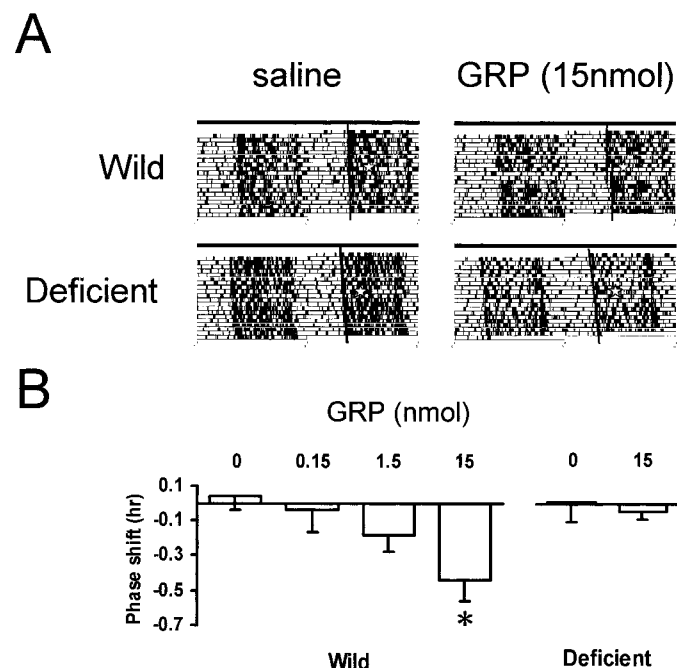 A
saline GRP (15nmol)
Wild
Deficient
B
GRP (nmol)
0 0.15 1.5 15 0 15
Phase shift (hr)
0.1
-0.1
-0.3
-0.5
-0.7
*
Wild Deficient